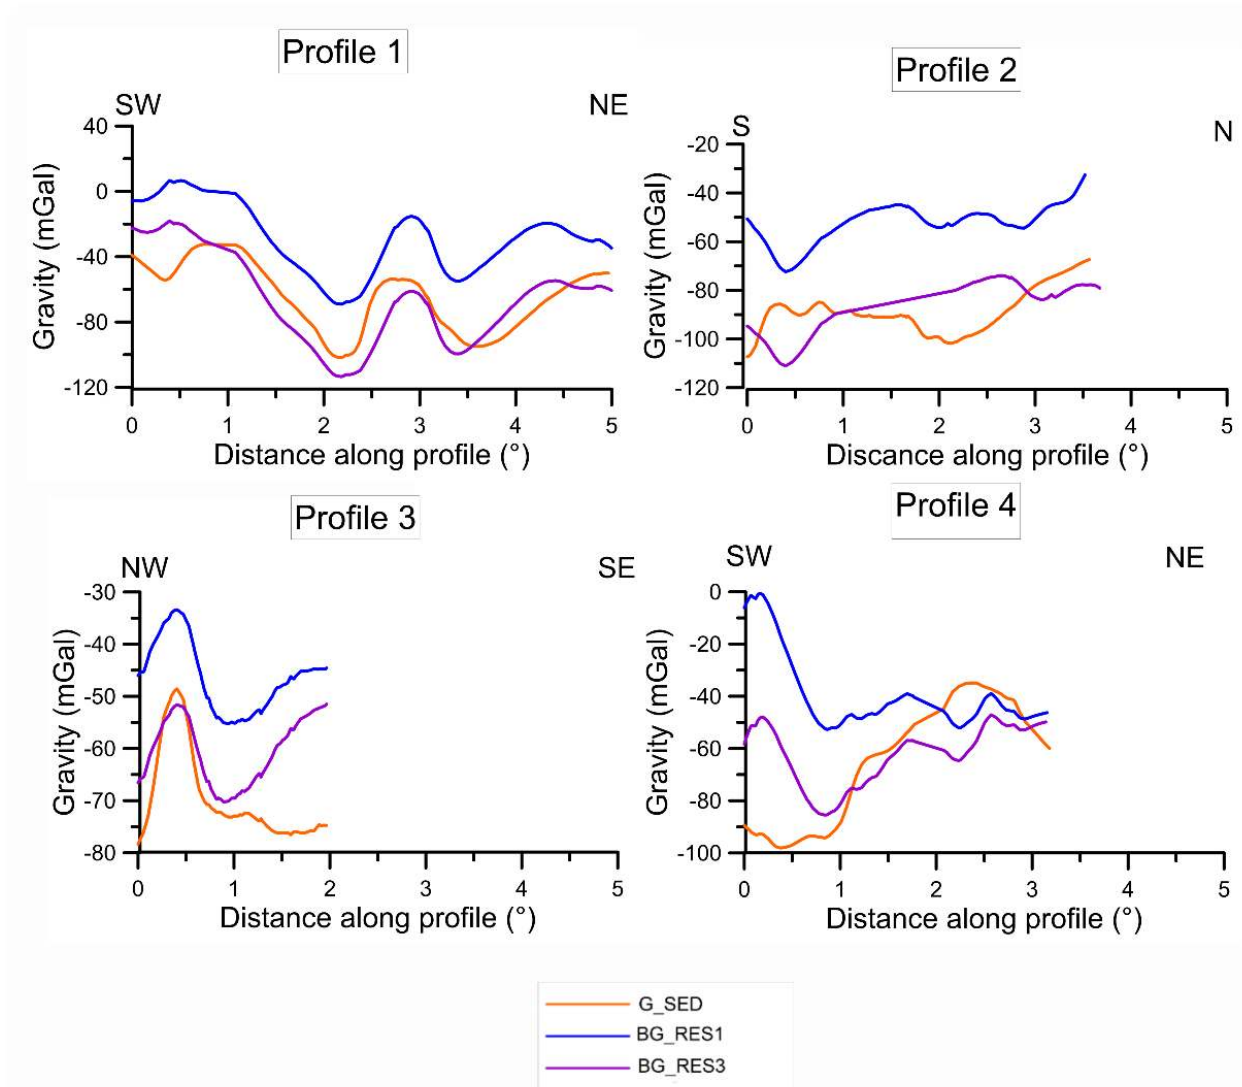 Profile 1
SW NE
40
0
-40
-80
-120
Gravity (mGal)
0 1 2 3 4 5
Distance along profile (°)
Profile 2
S N
-20
-40
-60
-80
-100
-120
Gravity (mGal)
0 1 2 3 4 5
Discance along profile (°)
Profile 3
NW SE
-30
-40
-50
-60
-70
-80
Gravity (mGal)
0 1 2 3 4 5
Distance along profile (°)
Profile 4
SW NE
0
-20
-40
-60
-80
-100
Gravity (mGal)
0 1 2 3 4 5
Distance along profile (°)
G_SED
BG_RES1
BG_RES3